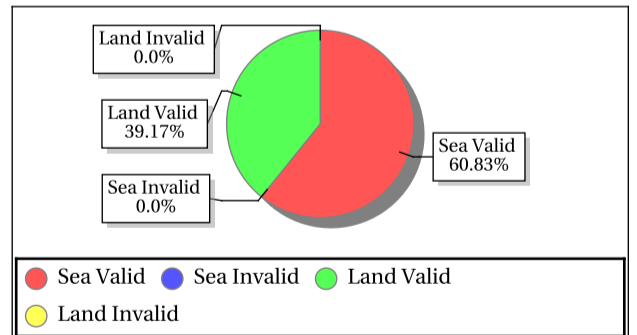 Land Invalid
0.0%
Land Valid
39.17%
Sea Valid
60.83%
Sea Invalid
0.0%
Sea Valid Sea Invalid Land Valid
Land Invalid